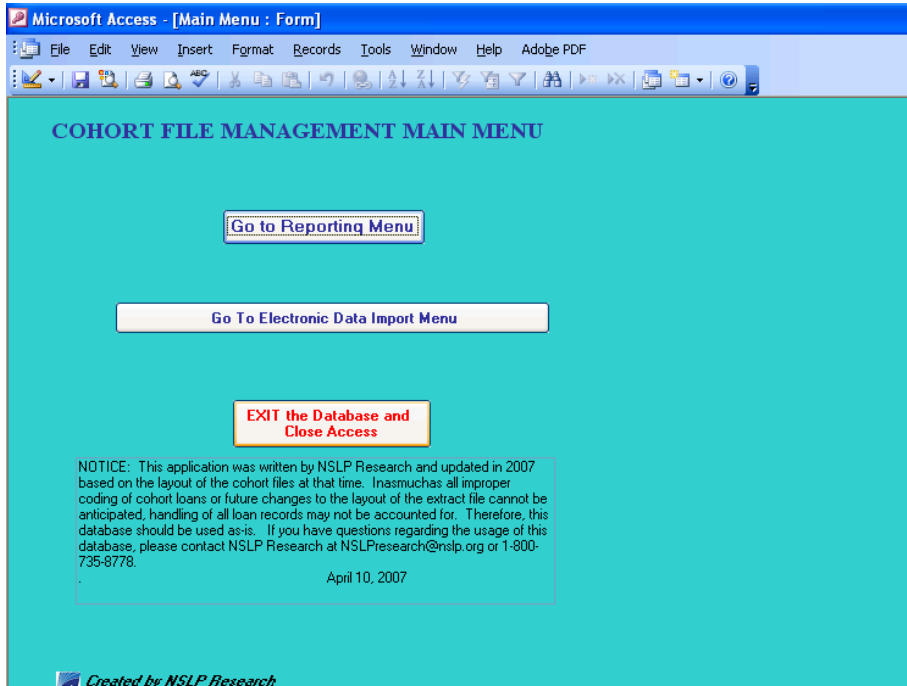 Microsoft Access - [Main Menu : Form]
File Edit View Insert Format Records Tools Window Help Adobe PDF
COHORT FILE MANAGEMENT MAIN MENU
Go to Reporting Menu
Go To Electronic Data Import Menu
EXIT the Database and
Close Access
NOTICE: This application was written by NSLP Research and updated in 2007
based on the layout of the cohort files at that time. Inasmuchas all improper
coding of cohort loans or future changes to the layout of the extract file cannot be
anticipated, handling of all loan records may not be accounted for. Therefore, this
database should be used as-is. If you have questions regarding the usage of this
database, please contact NSLP Research at NSLPresearch@nslp.org or 1-800-
735-8778.
. April 10, 2007
Created by NSLP Research